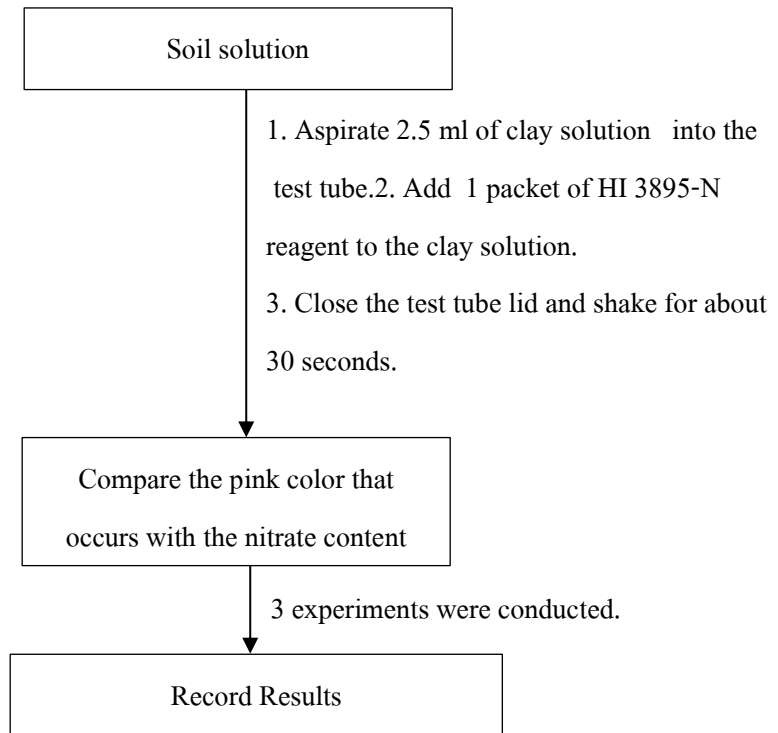 Soil solution
1. Aspirate 2.5 ml of clay solution into the
test tube.2. Add 1 packet of HI 3895-N
reagent to the clay solution.
3. Close the test tube lid and shake for about
30 seconds.
Compare the pink color that
occurs with the nitrate content
3 experiments were conducted.
Record Results